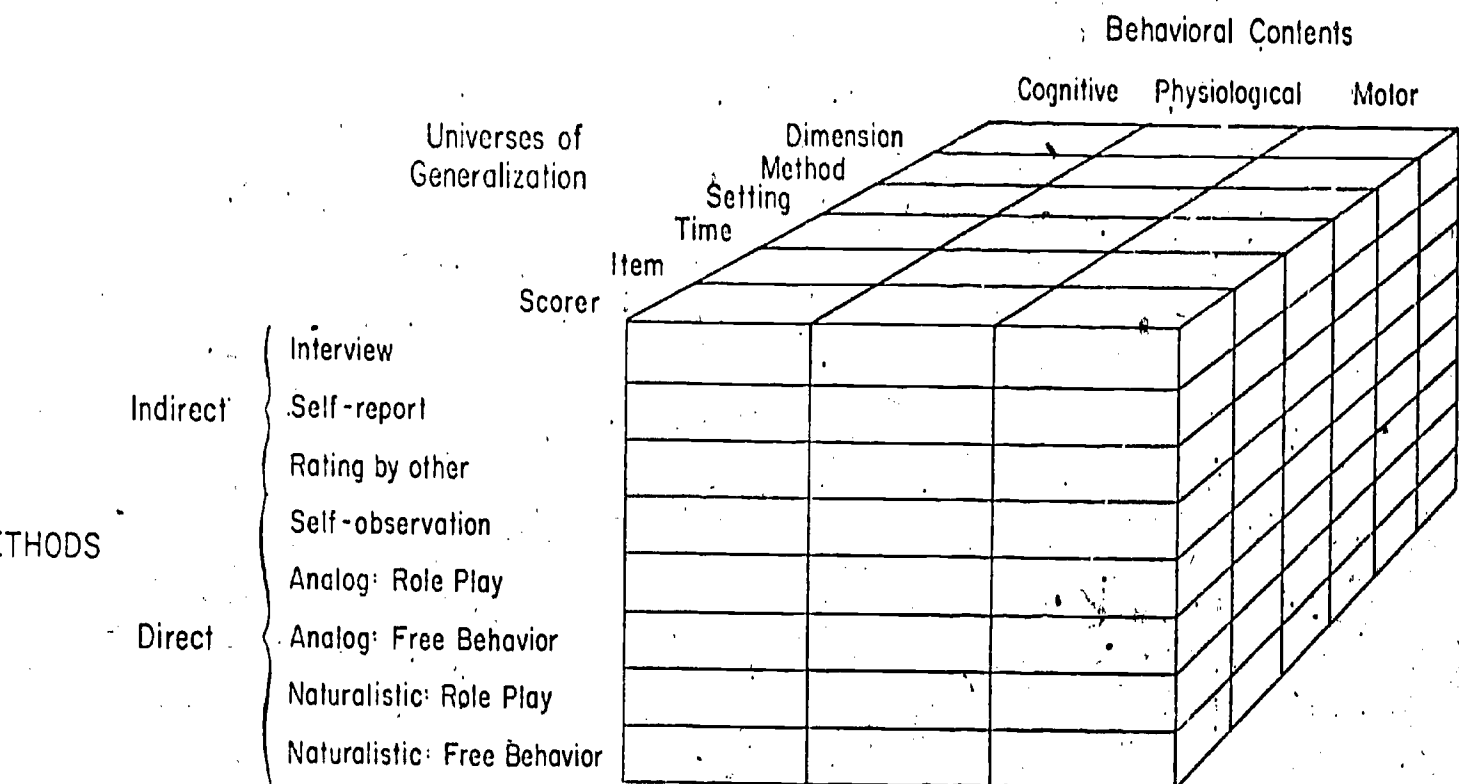 Behavioral Contents
Cognitive Physiological Motor
Universes of
Generalization
Dimension
Method
Setting
Time
Item
Scorer
Interview
Indirect
Self-report
Rating by other
Self-observation
ETHODS
Analog: Role Play
Direct
Analog: Free Behavior
Naturalistic: Role Play
Naturalistic: Free Behavior